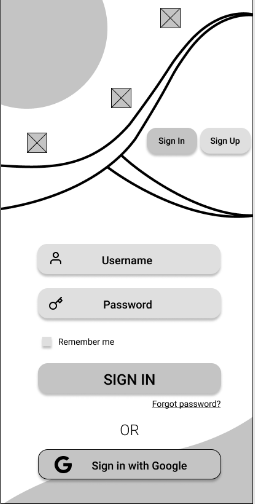 Sign In
Sign Up
Username
Password
Remember me
SIGN IN
Forgot password?
OR
G Sign in with Google